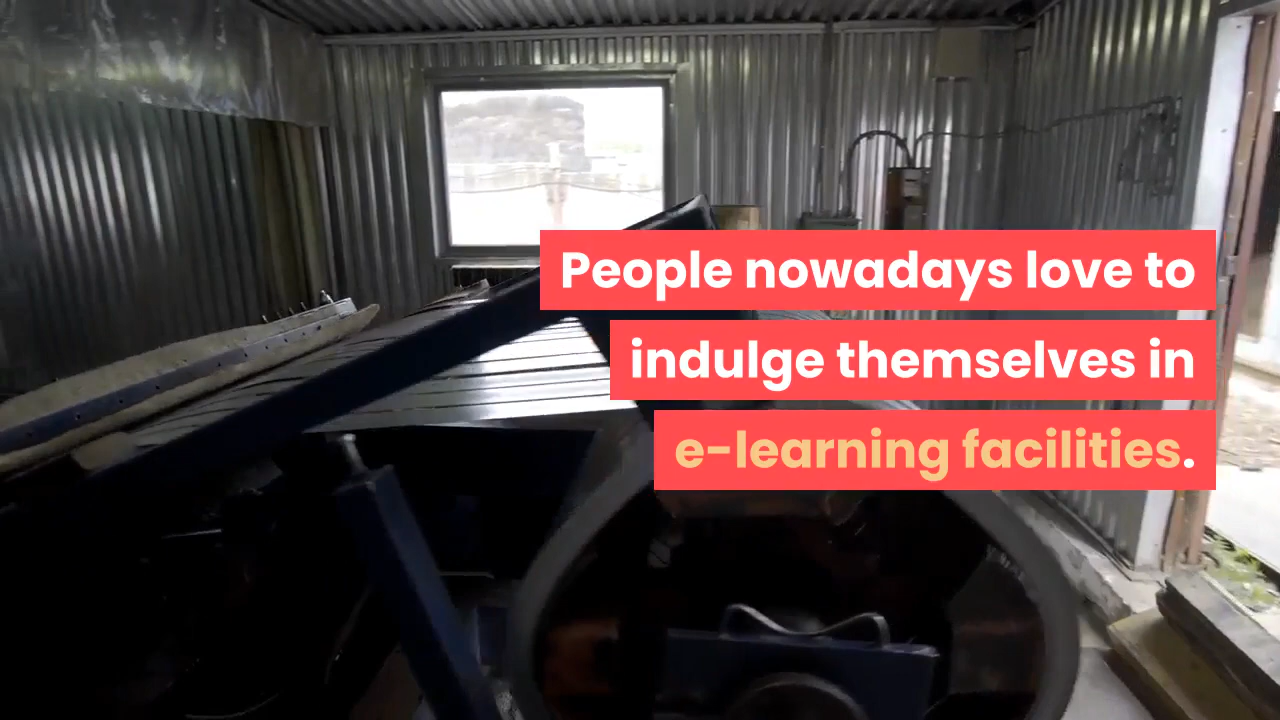 People nowadays love to
indulge themselves in
e-learning facilities.